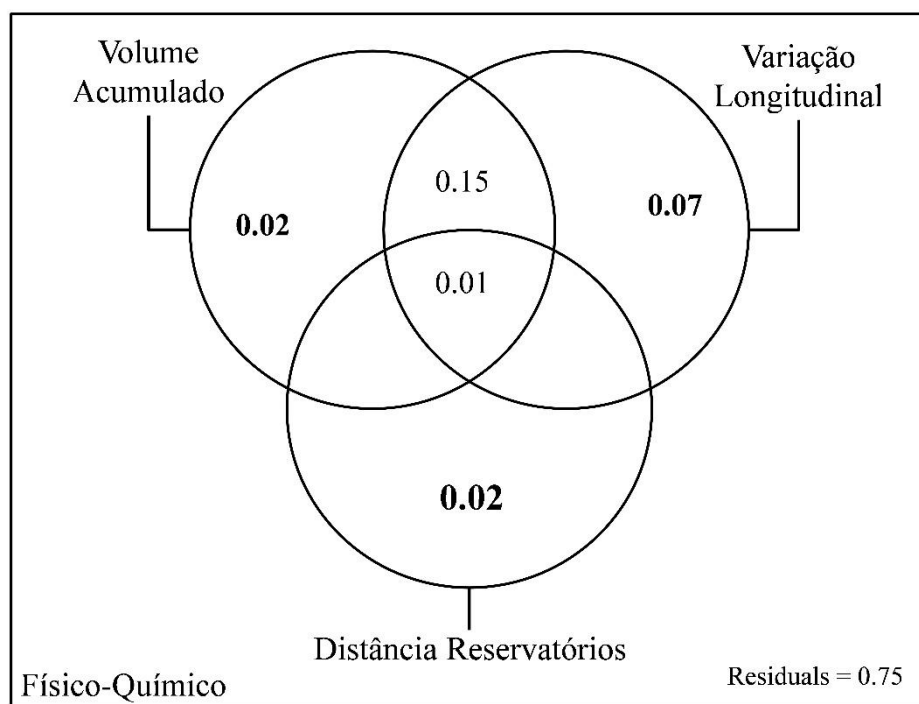 Volume
Acumulado
Variação
Longitudinal
0.15
0.02
0.07
0.01
0.02
Distância Reservatórios
Físico-Químico
Residuals = 0.75